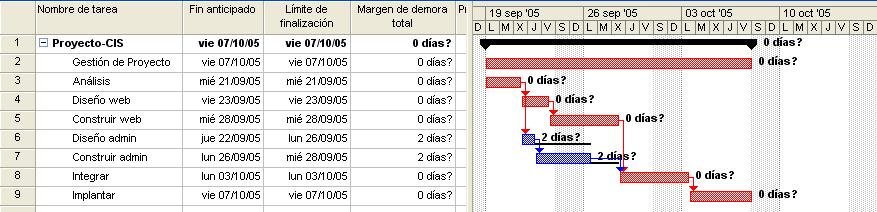 Nombre de tarea Fin anticipado Límite de finalización Margen de demora total 19 sep '05 26 sep '05 03 oct '05 10 oct '05
D L M X J V S D L M X J V S D L M X J V S D L M X J V S D
1 Proyecto-CIS vie 07/10/05 vie 07/10/05 0 días? 0 días?
2 Gestión de Proyecto vie 07/10/05 vie 07/10/05 0 días? 0 días?
3 Análisis mié 21/09/05 mié 21/09/05 0 días? 0 días?
4 Diseño web vie 23/09/05 vie 23/09/05 0 días? 0 días?
5 Construir web mié 28/09/05 mié 28/09/05 0 días? 0 días?
6 Diseño admin jue 22/09/05 lun 26/09/05 2 días? 2 días?
7 Construir admin lun 26/09/05 mié 28/09/05 2 días? 2 días?
8 Integrar lun 03/10/05 lun 03/10/05 0 días? 0 días?
9 Implantar vie 07/10/05 vie 07/10/05 0 días? 0 días?